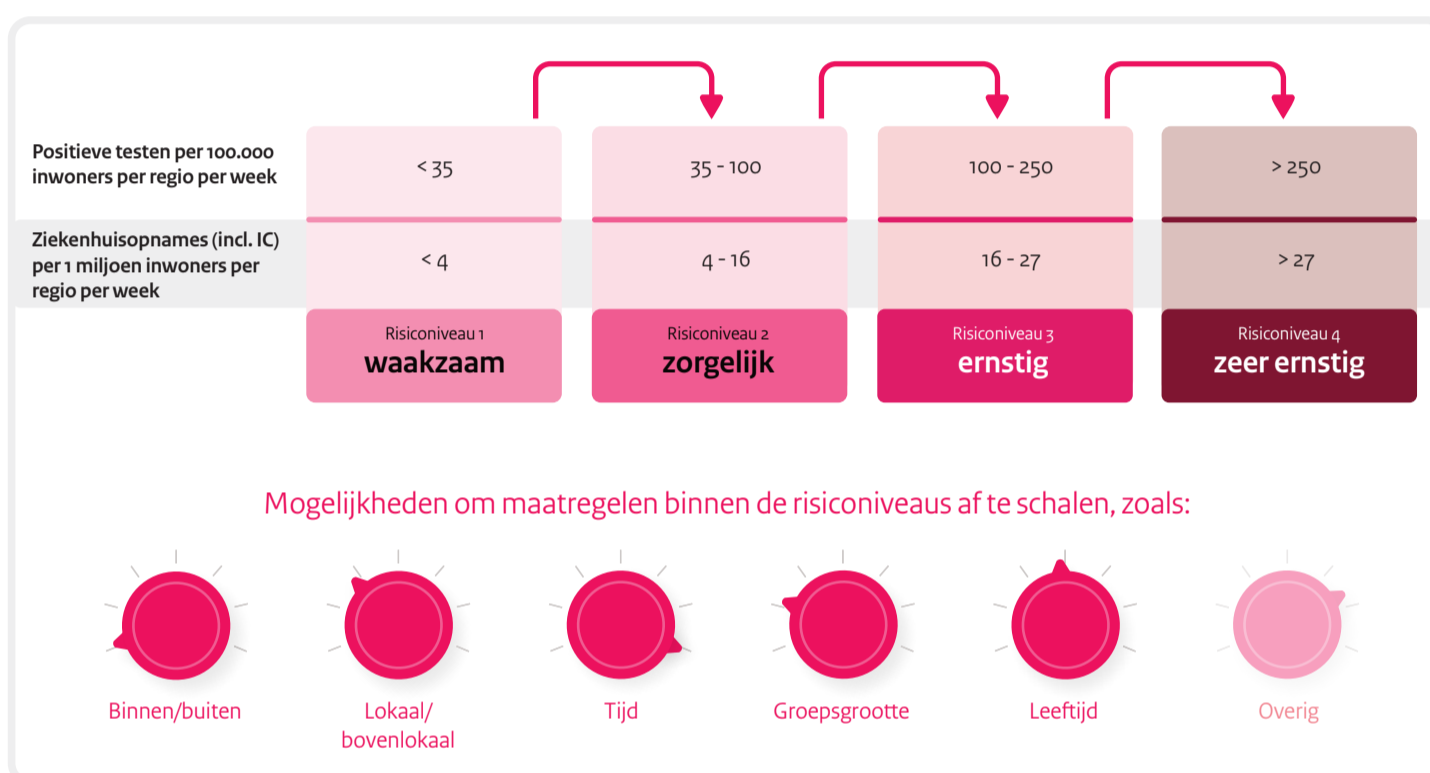 Positieve testen per 100.000
inwoners per regio per week
< 35
35 - 100
100 - 250
> 250
Ziekenhuisopnames (incl. IC)
per 1 miljoen inwoners per
regio per week
< 4
4 - 16
16 - 27
> 27
Risiconiveau 1
waakzaam
Risiconiveau 2
zorgelijk
Risiconiveau 3
ernstig
Risiconiveau 4
zeer ernstig
Mogelijkheden om maatregelen binnen de risiconiveaus af te schalen, zoals:
Binnen/buiten
Lokaal/
bovenlokaal
Tijd
Groepsgrootte
Leeftijd
Overig